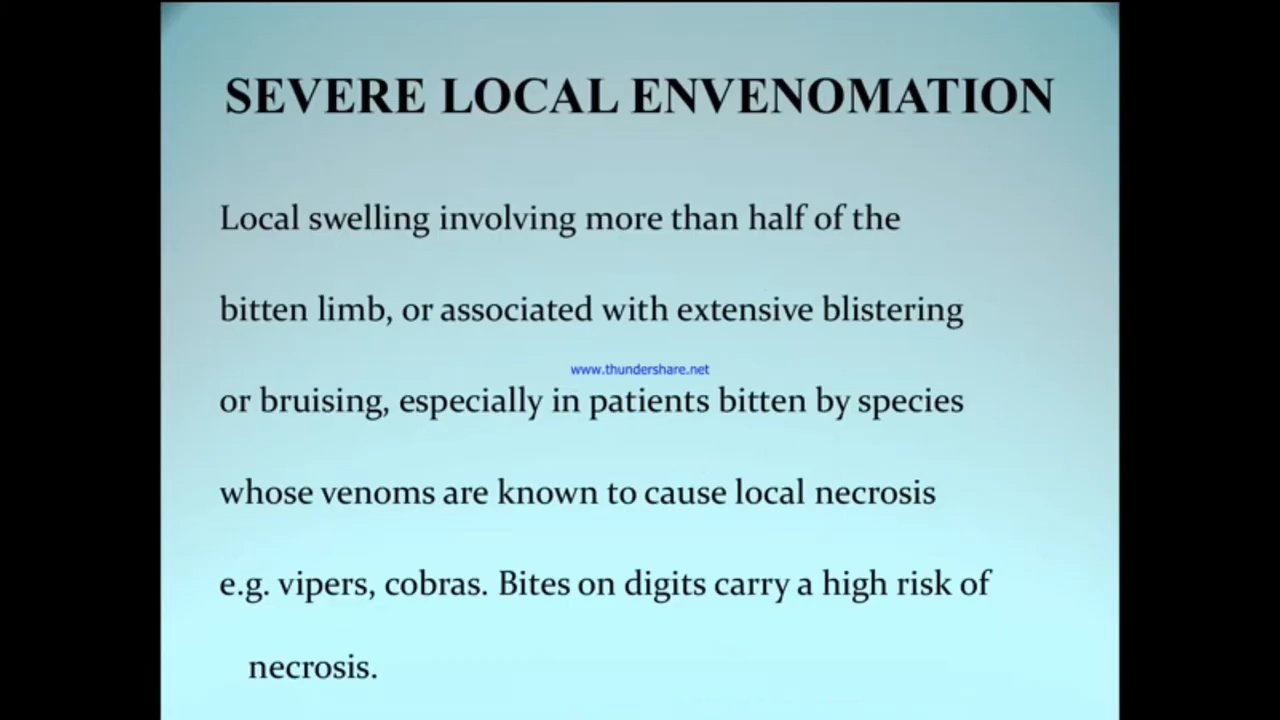 SEVERE LOCAL ENVENOMATION
Local swelling involving more than half of the
bitten limb, or associated with extensive blistering
www.thundershare.net
or bruising, especially in patients bitten by species
whose venoms are known to cause local necrosis
e.g. vipers, cobras. Bites on digits carry a high risk of
necrosis.